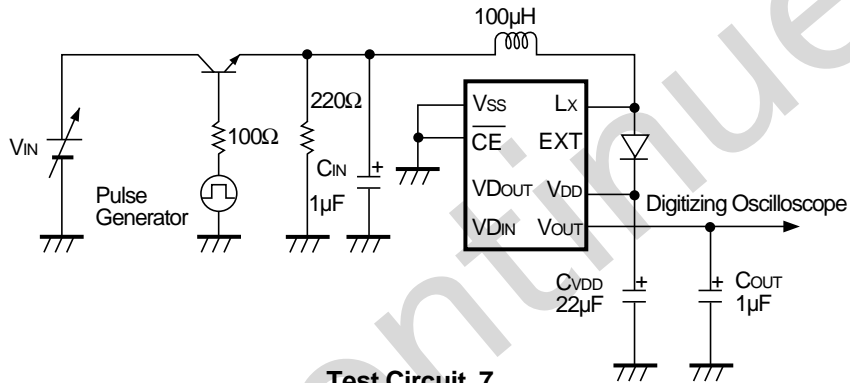 100µH
220Ω
VSS LX
VIN
100Ω
CE EXT
CIN
1µF
Pulse
Generator
VDOUT VDD
Digitizing Oscilloscope
VDIN VOUT
CVDD
22µF
COUT
1µF
Test Circuit 7